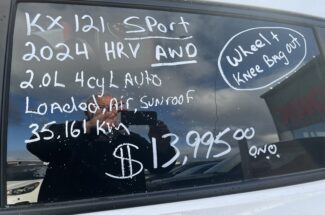 KX 121 Sport
2024 HRV AWD
2.0L 4cyl Auto
Loaded, Air, Sunroof
35,161 km
$13,995.00
O.N.O
Wheel &
Knee Bag out